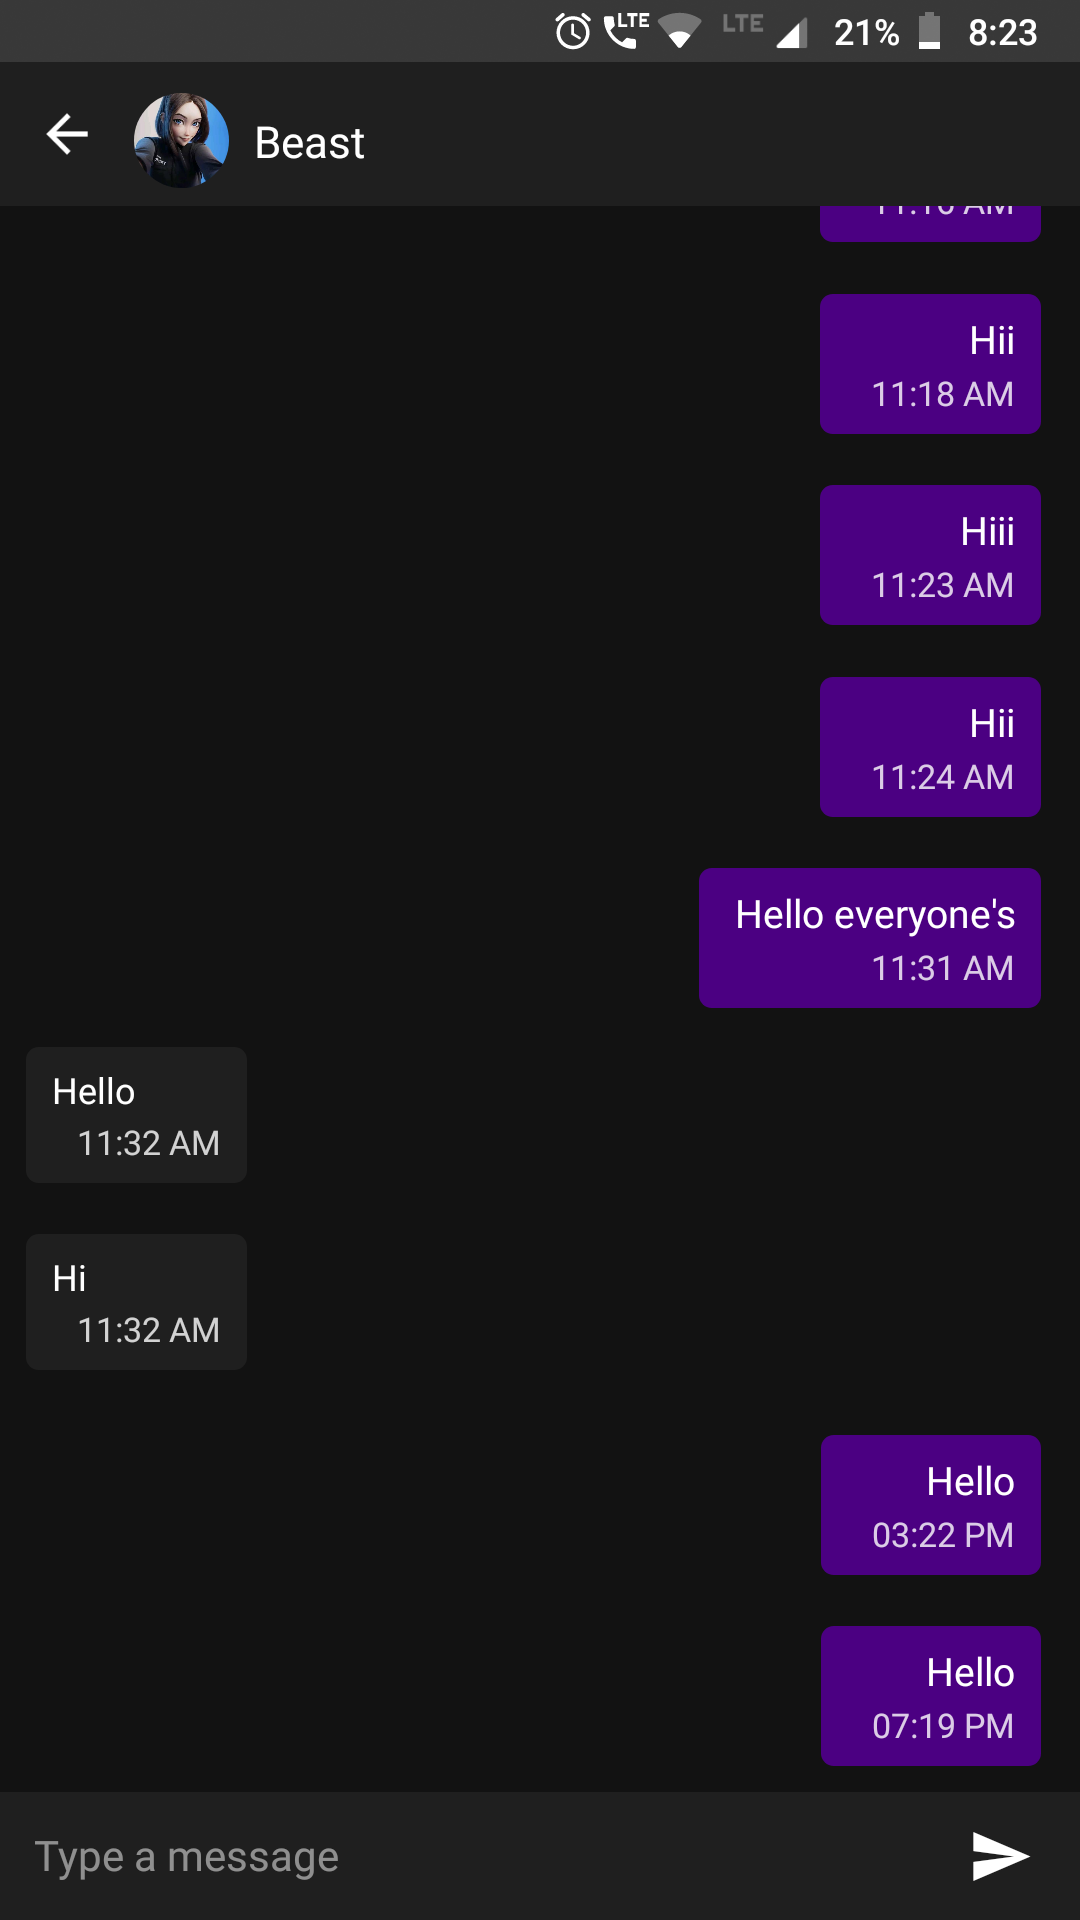 LTE LTE 21% 8:23
Beast
Hii
11:18 AM
Hiii
11:23 AM
Hii
11:24 AM
Hello everyone's
11:31 AM
Hello
11:32 AM
Hi
11:32 AM
Hello
03:22 PM
Hello
07:19 PM
Type a message